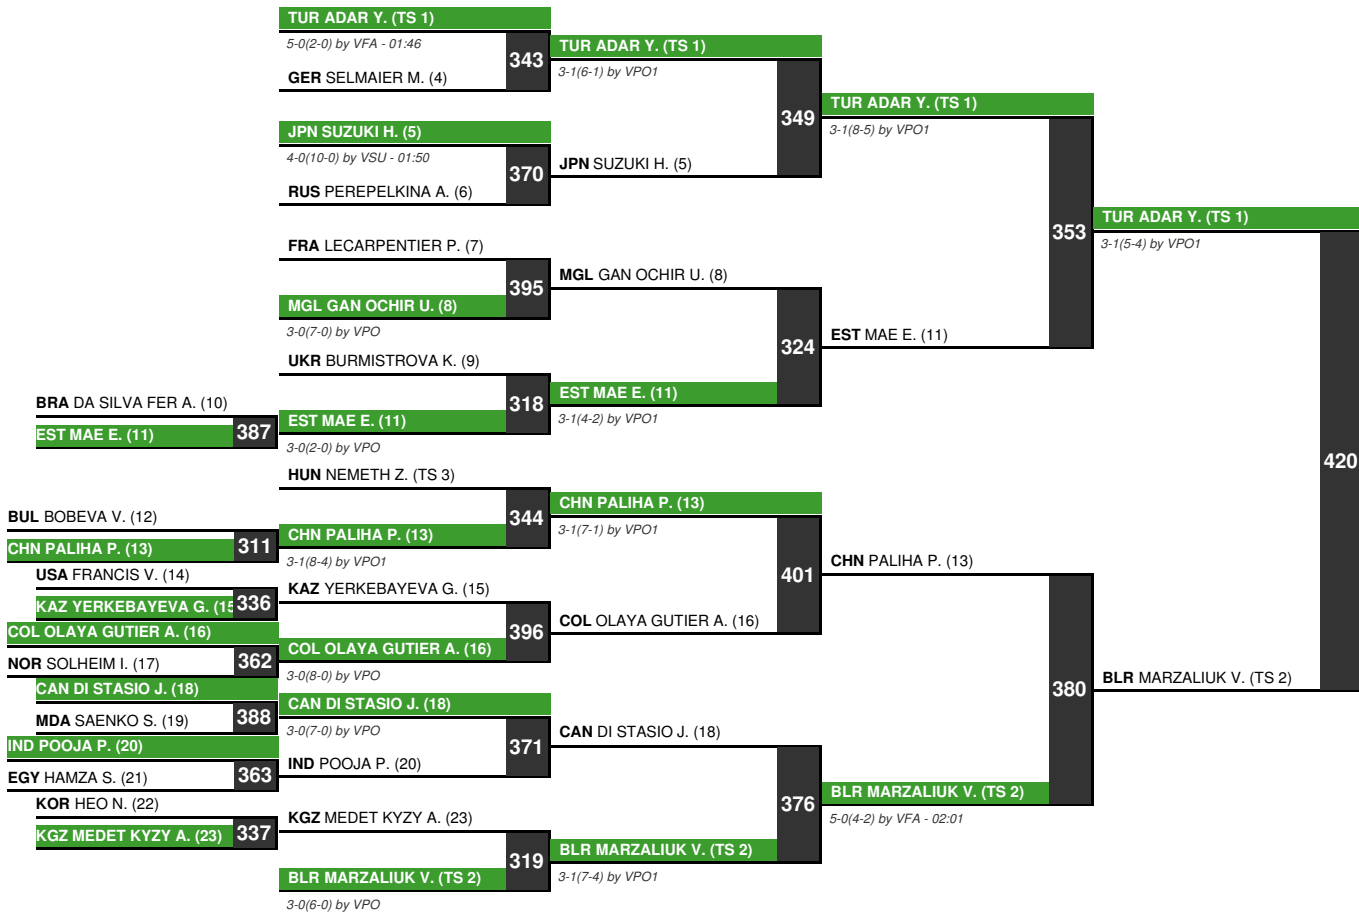 TUR ADAR Y. (TS 1)
5-0(2-0) by VFA - 01:46
GER SELMAIER M. (4)
343
TUR ADAR Y. (TS 1)
3-1(6-1) by VPO1
JPN SUZUKI H. (5)
4-0(10-0) by VSU - 01:50
RUS PEREPELKINA A. (6)
370
JPN SUZUKI H. (5)
349
TUR ADAR Y. (TS 1)
3-1(8-5) by VPO1
FRA LECARPENTIER P. (7)
MGL GAN OCHIR U. (8)
3-0(7-0) by VPO
395
MGL GAN OCHIR U. (8)
UKR BURMISTROVA K. (9)
BRA DA SILVA FER A. (10)
EST MAE E. (11)
387
EST MAE E. (11)
3-0(2-0) by VPO
318
EST MAE E. (11)
3-1(4-2) by VPO1
324
EST MAE E. (11)
353
TUR ADAR Y. (TS 1)
3-1(5-4) by VPO1
HUN NEMETH Z. (TS 3)
BUL BOBEVA V. (12)
CHN PALIHA P. (13)
311
CHN PALIHA P. (13)
3-1(8-4) by VPO1
344
CHN PALIHA P. (13)
3-1(7-1) by VPO1
USA FRANCIS V. (14)
KAZ YERKEBAYEVA G. (15
336
KAZ YERKEBAYEVA G. (15)
COL OLAYA GUTIER A. (16)
NOR SOLHEIM I. (17)
362
COL OLAYA GUTIER A. (16)
3-0(8-0) by VPO
396
COL OLAYA GUTIER A. (16)
401
CHN PALIHA P. (13)
CAN DI STASIO J. (18)
MDA SAENKO S. (19)
388
CAN DI STASIO J. (18)
3-0(7-0) by VPO
IND POOJA P. (20)
EGY HAMZA S. (21)
363
IND POOJA P. (20)
371
CAN DI STASIO J. (18)
KOR HEO N. (22)
KGZ MEDET KYZY A. (23)
337
KGZ MEDET KYZY A. (23)
BLR MARZALIUK V. (TS 2)
3-0(6-0) by VPO
319
BLR MARZALIUK V. (TS 2)
3-1(7-4) by VPO1
376
BLR MARZALIUK V. (TS 2)
5-0(4-2) by VFA - 02:01
380
BLR MARZALIUK V. (TS 2)
420